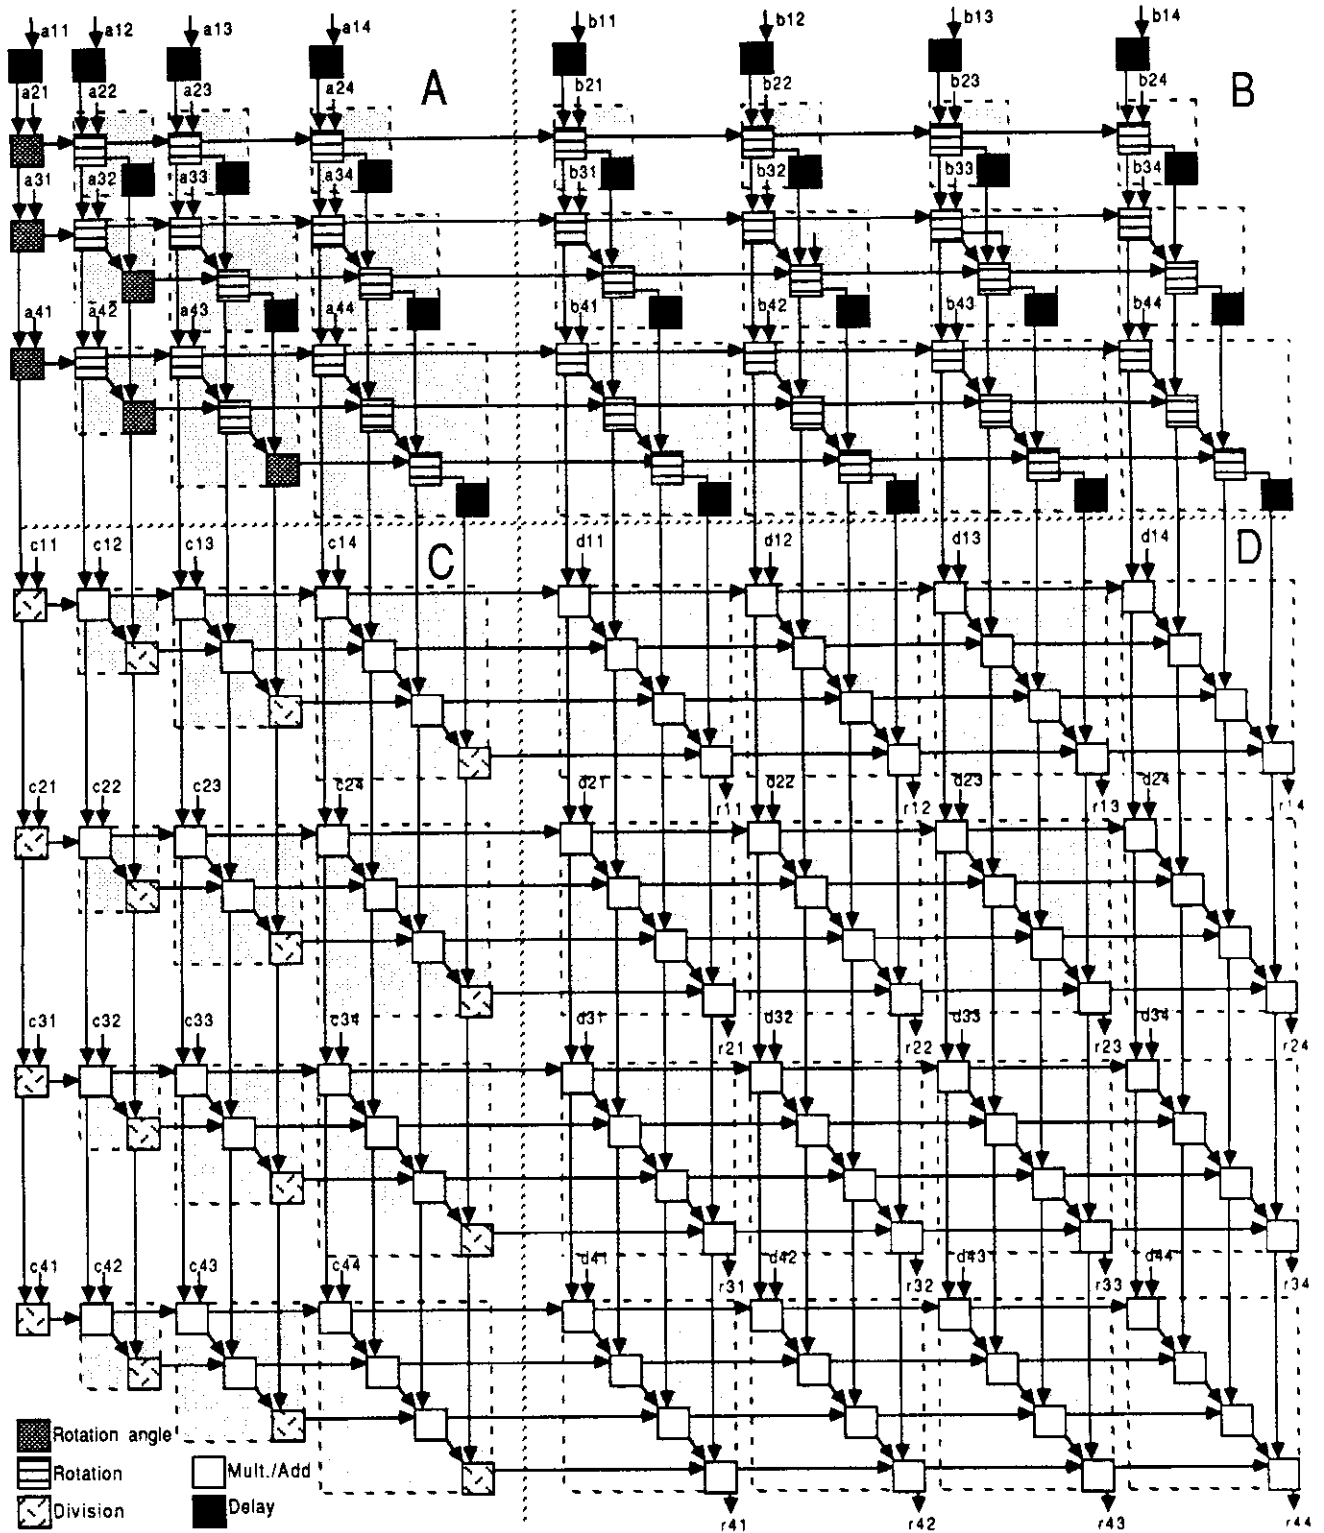 a11 a12 a13 a14 b11 b12 b13 b14
A B
a21 a22 a23 a24 b21 b22 b23 b24
a31 a32 a33 a34 b31 b32 b33 b34
a41 a42 a43 a44 b41 b42 b43 b44
C D
c11 c12 c13 c14 d11 d12 d13 d14
r11 r12 r13 r14
c21 c22 c23 c24 d21 d22 d23 d24
r21 r22 r23 r24
c31 c32 c33 c34 d31 d32 d33 d34
r31 r32 r33 r34
c41 c42 c43 c44 d41 d42 d43 d44
Rotation angle
Rotation Mult./Add
Division Delay
r41 r42 r43 r44